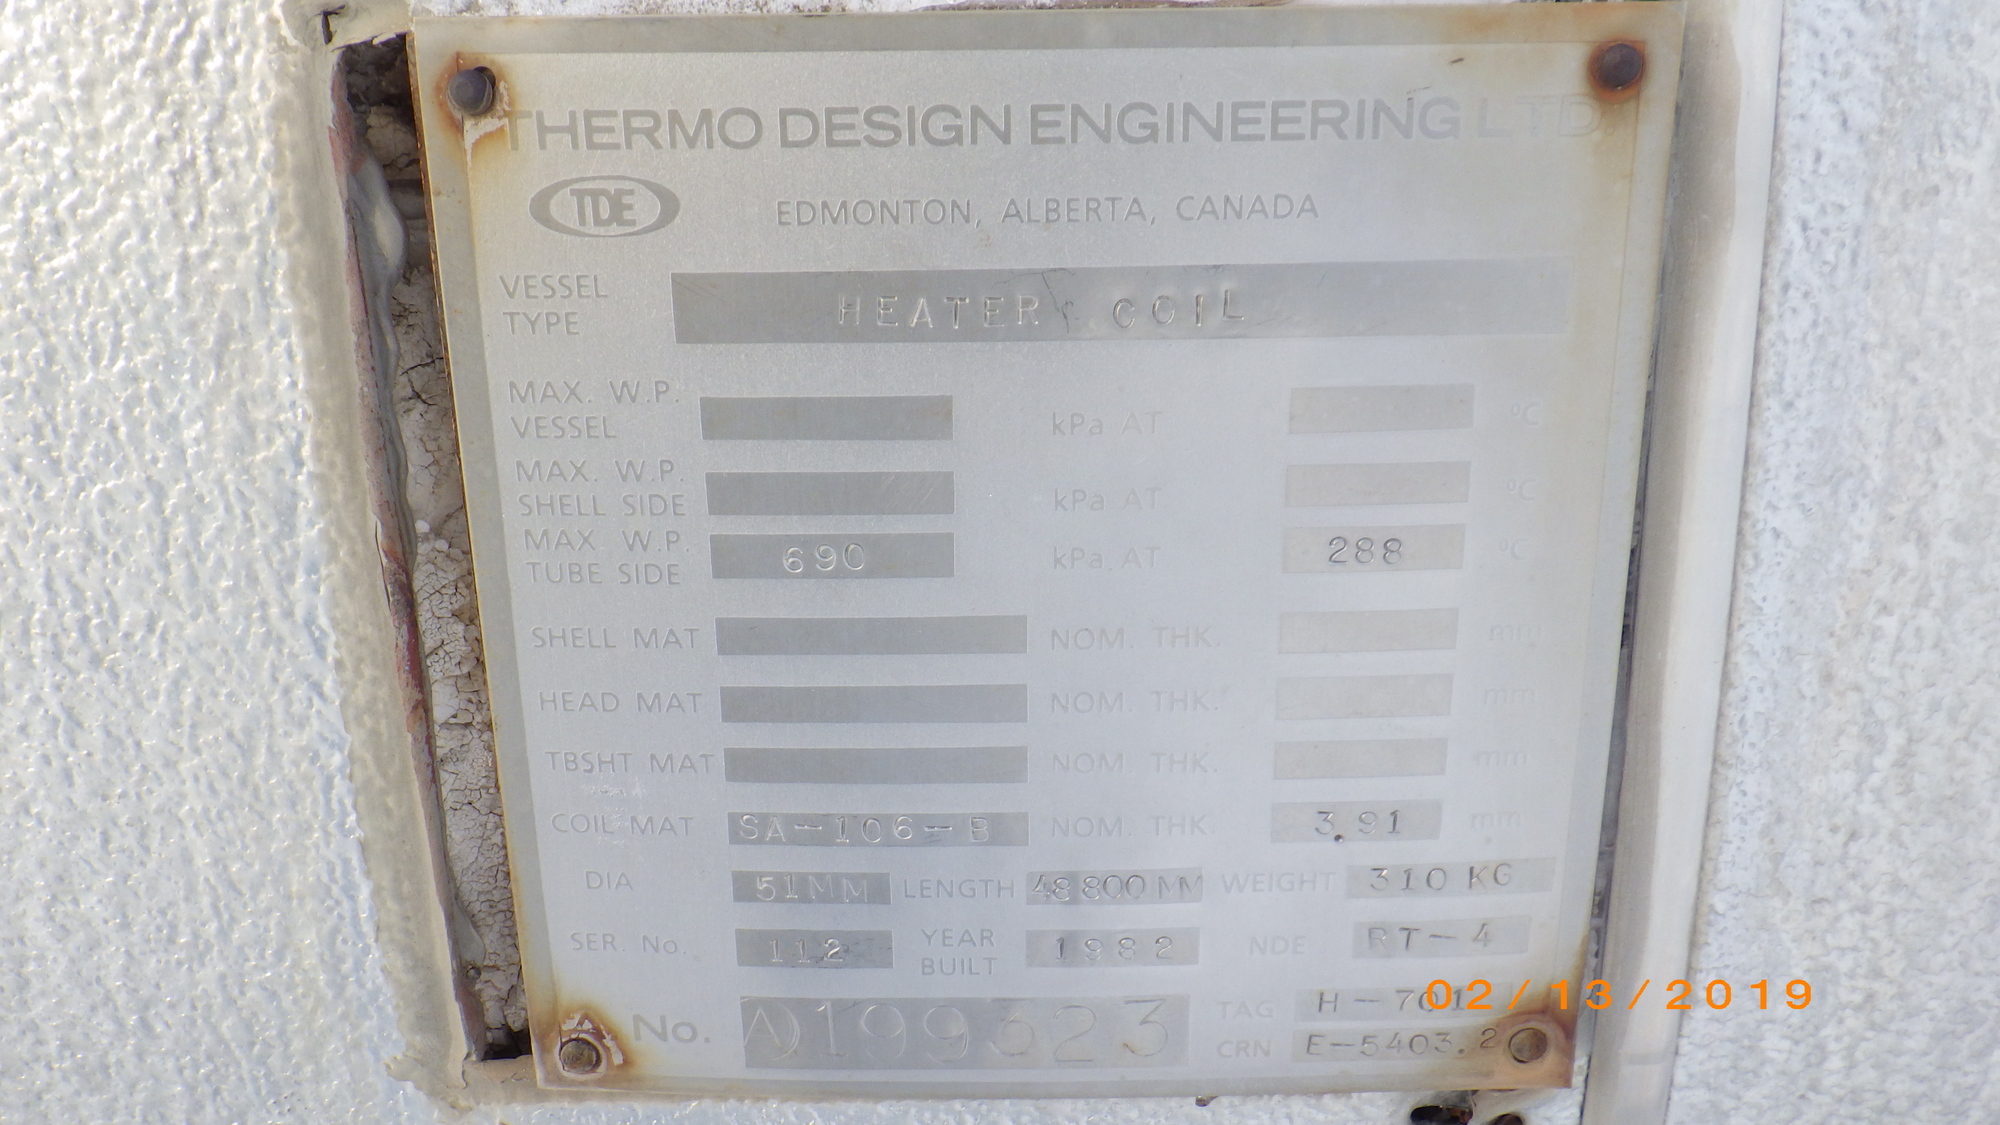 THERMO DESIGN ENGINEERING LTD.
TDE
EDMONTON, ALBERTA, CANADA
VESSEL TYPE HEATER COIL
MAX. W.P. VESSEL kPa AT °C
MAX. W.P. SHELL SIDE kPa AT °C
MAX. W.P. TUBE SIDE 690 kPa AT 288 °C
SHELL MAT NOM. THK. mm
HEAD MAT NOM. THK. mm
TBSHT MAT NOM. THK. mm
COIL MAT SA-106-B NOM. THK. 3.91 mm
DIA 51MM LENGTH 48800 MM WEIGHT 310 KG
SER. No. 112 YEAR BUILT 1982 NDE RT-4
No. A)199323 TAG H-701
CRN E-5403.2
02/13/2019